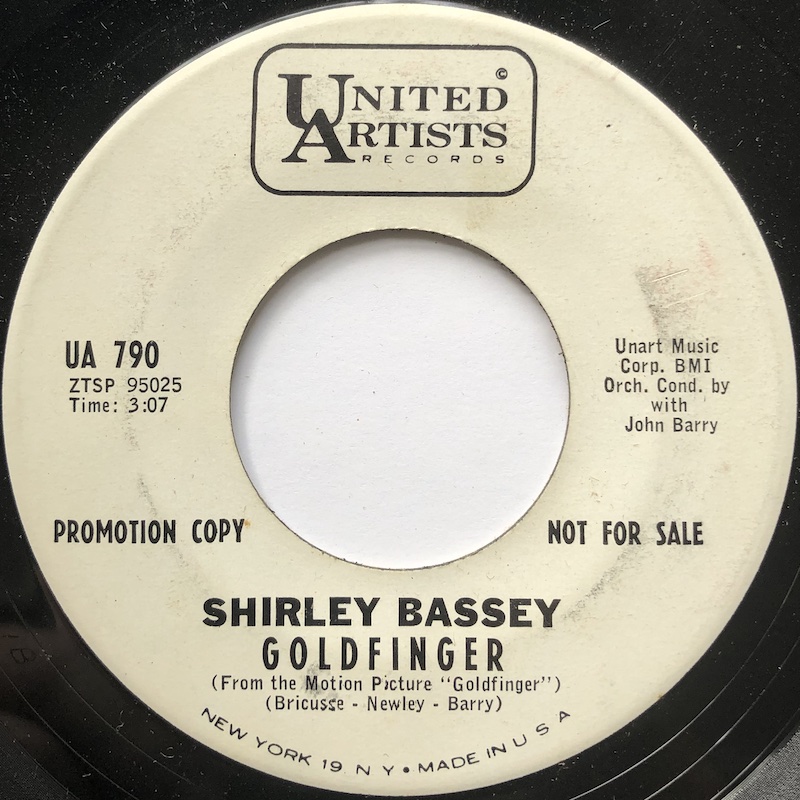 ©
UNITED
ARTISTS
RECORDS
UA 790
ZTSP 95025
Time: 3:07
Unart Music
Corp. BMI
Orch. Cond. by
with
John Barry
PROMOTION COPY
NOT FOR SALE
SHIRLEY BASSEY
GOLDFINGER
(From the Motion Picture "Goldfinger")
(Bricusse - Newley - Barry)
NEW YORK 19 N Y • MADE IN U S A